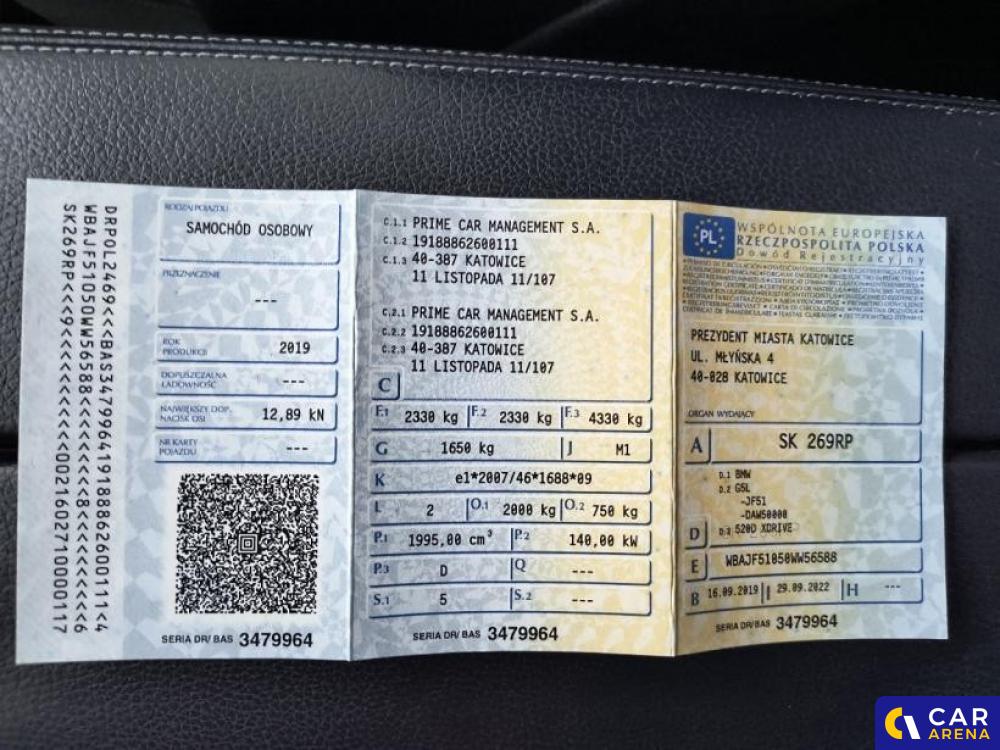 DRPOL2469<<BAS34799641918886260011<4
WBAJF51050WW56588<<<<<<<<8<<<<<<<<<6
SK269RP<<<9<<<<<<<<<<<0021602710000117
RODZAJ POJAZDU
SAMOCHÓD OSOBOWY
PRZEZNACZENIE
---
ROK
PRODUKCJI 2019
DOPUSZCZALNA
ŁADOWNOŚĆ ---
NAJWIĘKSZY DOP.
NACISK OSI 12,89 kN
NR KARTY
POJAZDU ---
SERIA DR/BAS 3479964
C.1.1 PRIME CAR MANAGEMENT S.A.
C.1.2 19188862600111
C.1.3 40-387 KATOWICE
11 LISTOPADA 11/107
C.2.1 PRIME CAR MANAGEMENT S.A.
C.2.2 19188862600111
C.2.3 40-387 KATOWICE
11 LISTOPADA 11/107
C
F.1 2330 kg F.2 2330 kg F.3 4330 kg
G 1650 kg J M1
K e1*2007/46*1688*09
L 2 O.1 2000 kg O.2 750 kg
P.1 1995,00 cm³ P.2 140,00 kW
P.3 D Q ---
S.1 5 S.2 ---
SERIA DR/BAS 3479964
PL
WSPÓLNOTA EUROPEJSKA
RZECZPOSPOLITA POLSKA
Dowód Rejestracyjny
PREZYDENT MIASTA KATOWICE
UL. MŁYŃSKA 4
40-028 KATOWICE
ORGAN WYDAJĄCY
A SK 269RP
D.1 BMW
D.2 G5L
-JF51
-DAW50000
D D.3 520D XDRIVE
E WBAJF51050WW56588
B 16.09.2019 I 29.09.2022 H ---
SERIA DR/BAS 3479964
CAR
ARENA